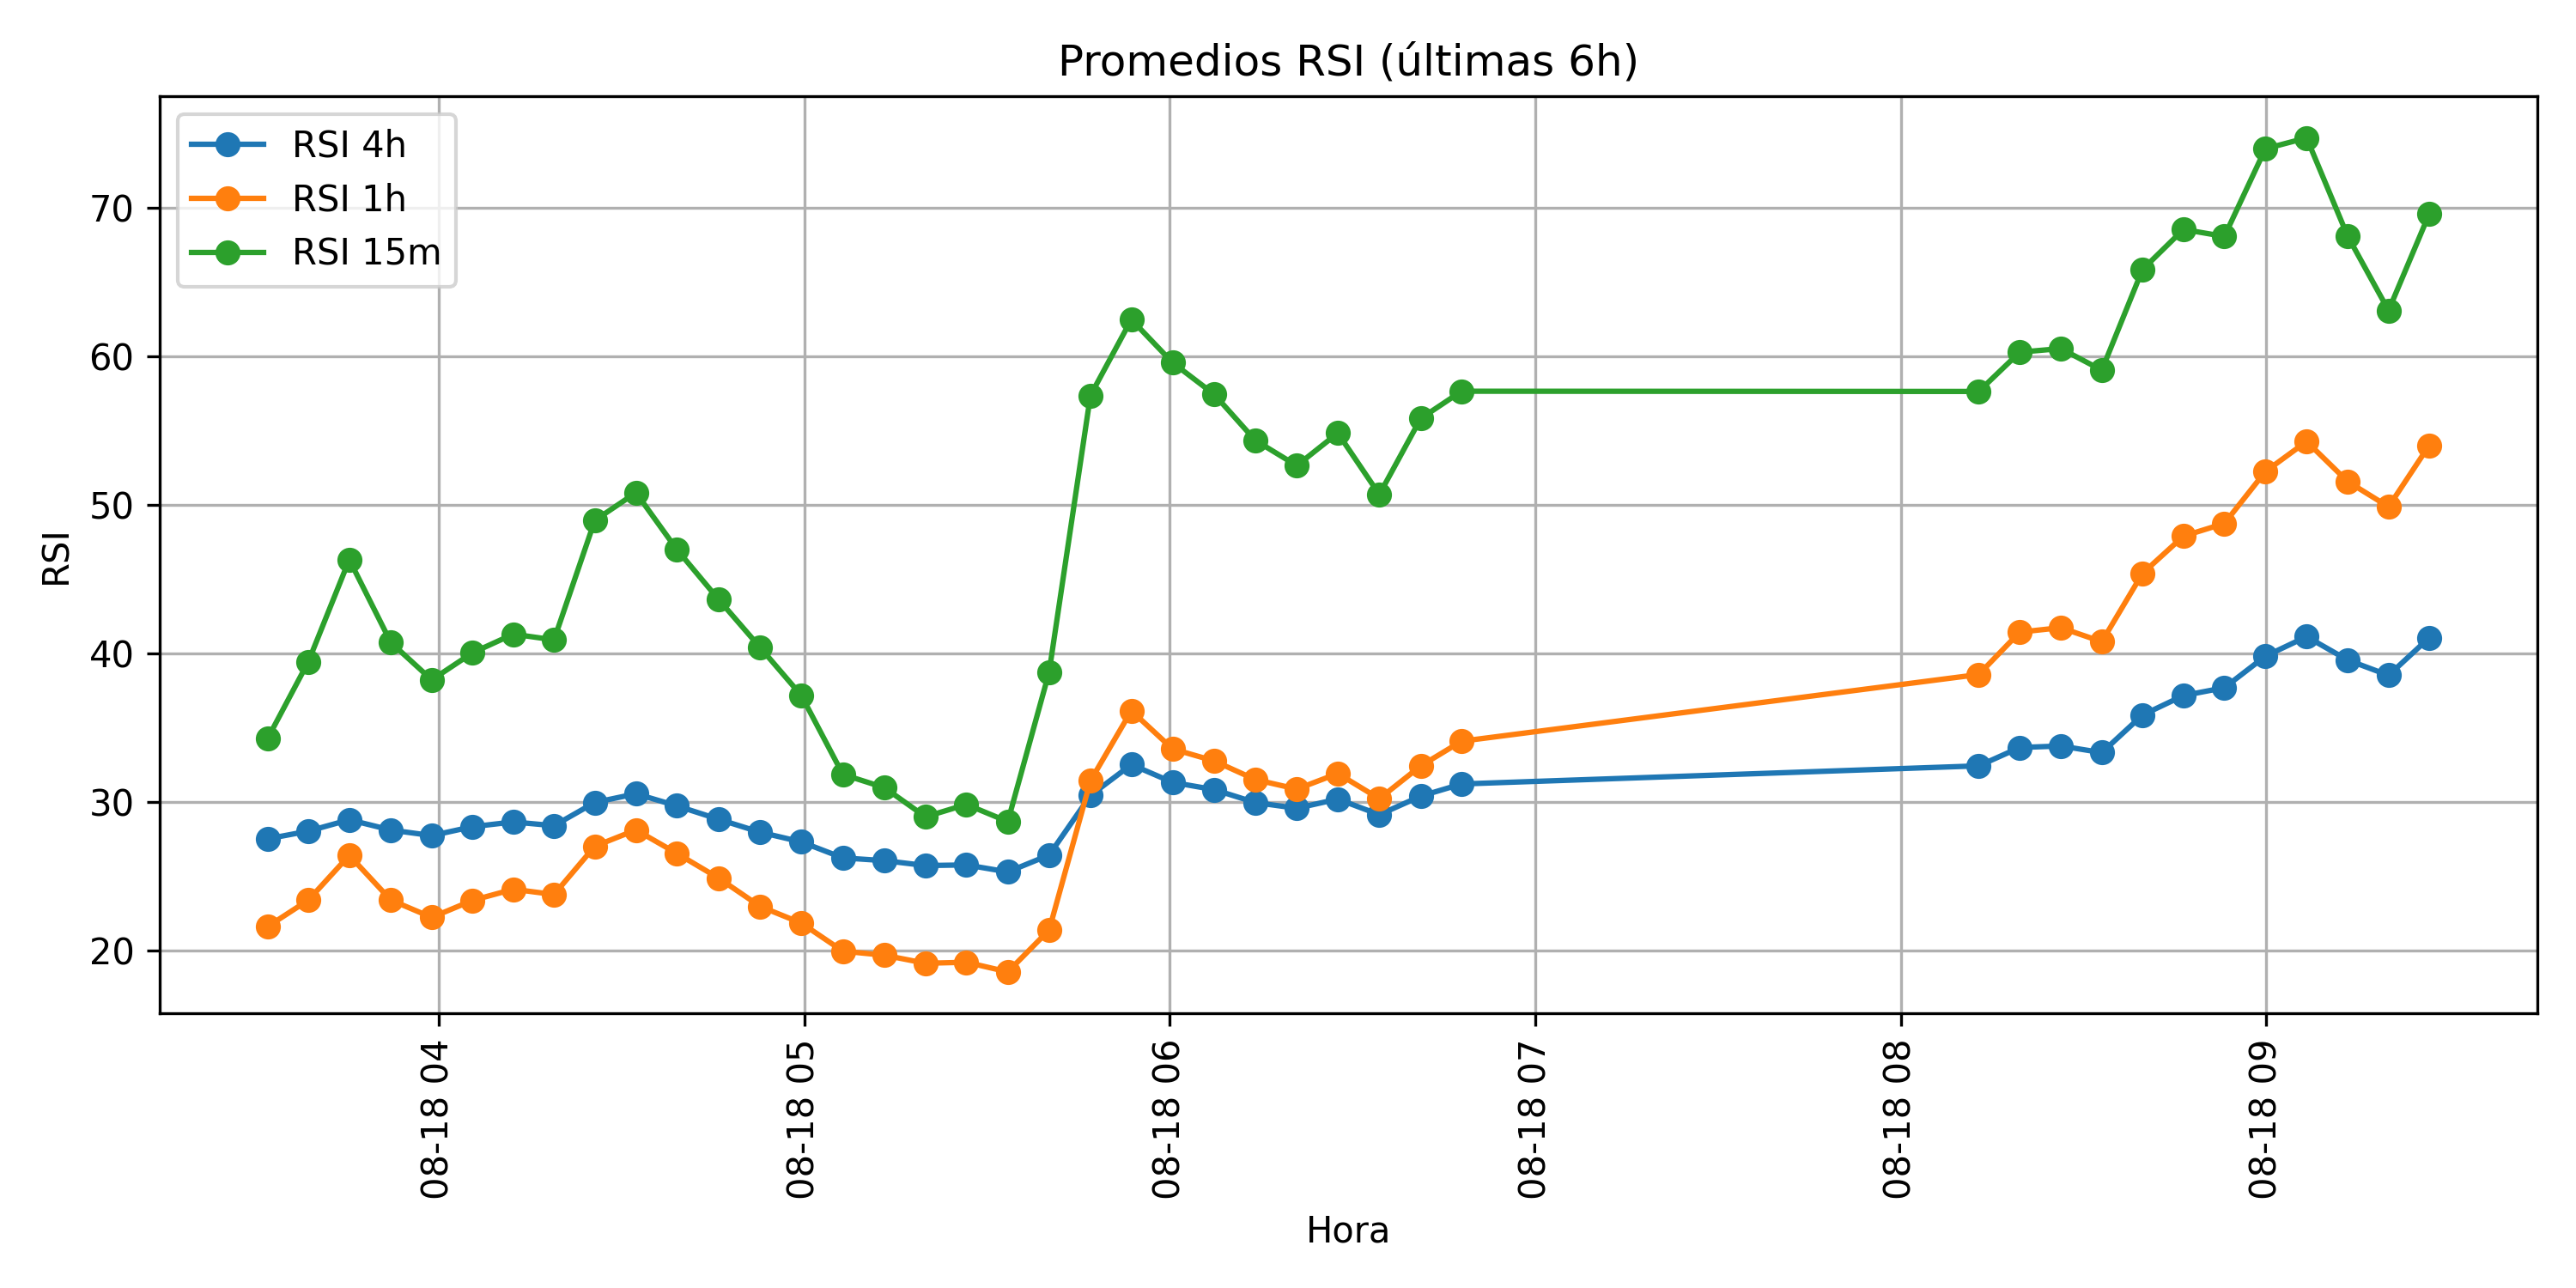 Promedios RSI (últimas 6h)
RSI 4h
RSI 1h
RSI 15m
70
60
50
40
30
20
RSI
08-18 04
08-18 05
08-18 06
08-18 07
08-18 08
08-18 09
Hora